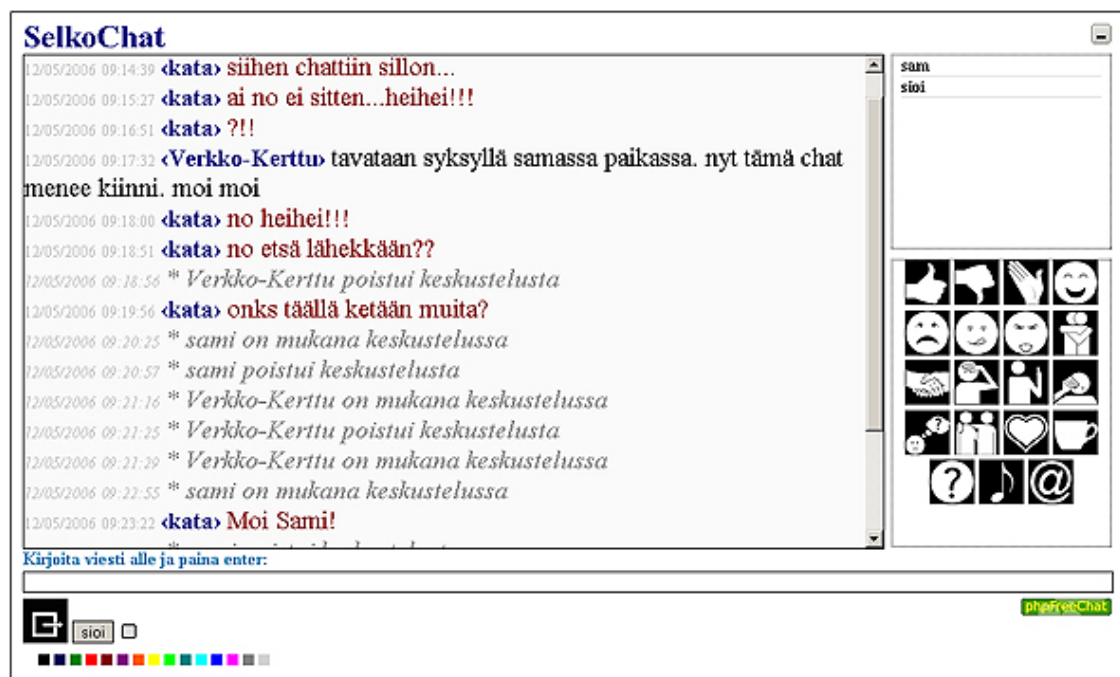 SelkoChat
12/05/2006 09:14:39 ‹kata› siihen chattiin sillon...
12/05/2006 09:15:27 ‹kata› ai no ei sitten...heihei!!!
12/05/2006 09:16:51 ‹kata› ?!!
12/05/2006 09:17:32 ‹Verkko-Kerttu› tavataan syksyllä samassa paikassa. nyt tämä chat
menee kiinni. moi moi
12/05/2006 09:18:00 ‹kata› no heihei!!!
12/05/2006 09:18:51 ‹kata› no etsä lähekkään??
12/05/2006 09:18:56 * Verkko-Kerttu poistui keskustelusta
12/05/2006 09:19:56 ‹kata› onks täällä ketään muita?
12/05/2006 09:20:25 * sami on mukana keskustelussa
12/05/2006 09:20:57 * sami poistui keskustelusta
12/05/2006 09:21:16 * Verkko-Kerttu on mukana keskustelussa
12/05/2006 09:21:25 * Verkko-Kerttu poistui keskustelusta
12/05/2006 09:21:29 * Verkko-Kerttu on mukana keskustelussa
12/05/2006 09:22:55 * sami on mukana keskustelussa
12/05/2006 09:23:22 ‹kata› Moi Sami!
sam
sioi
?
@
Kirjoita viesti alle ja paina enter:
phpFreeChat
sioi